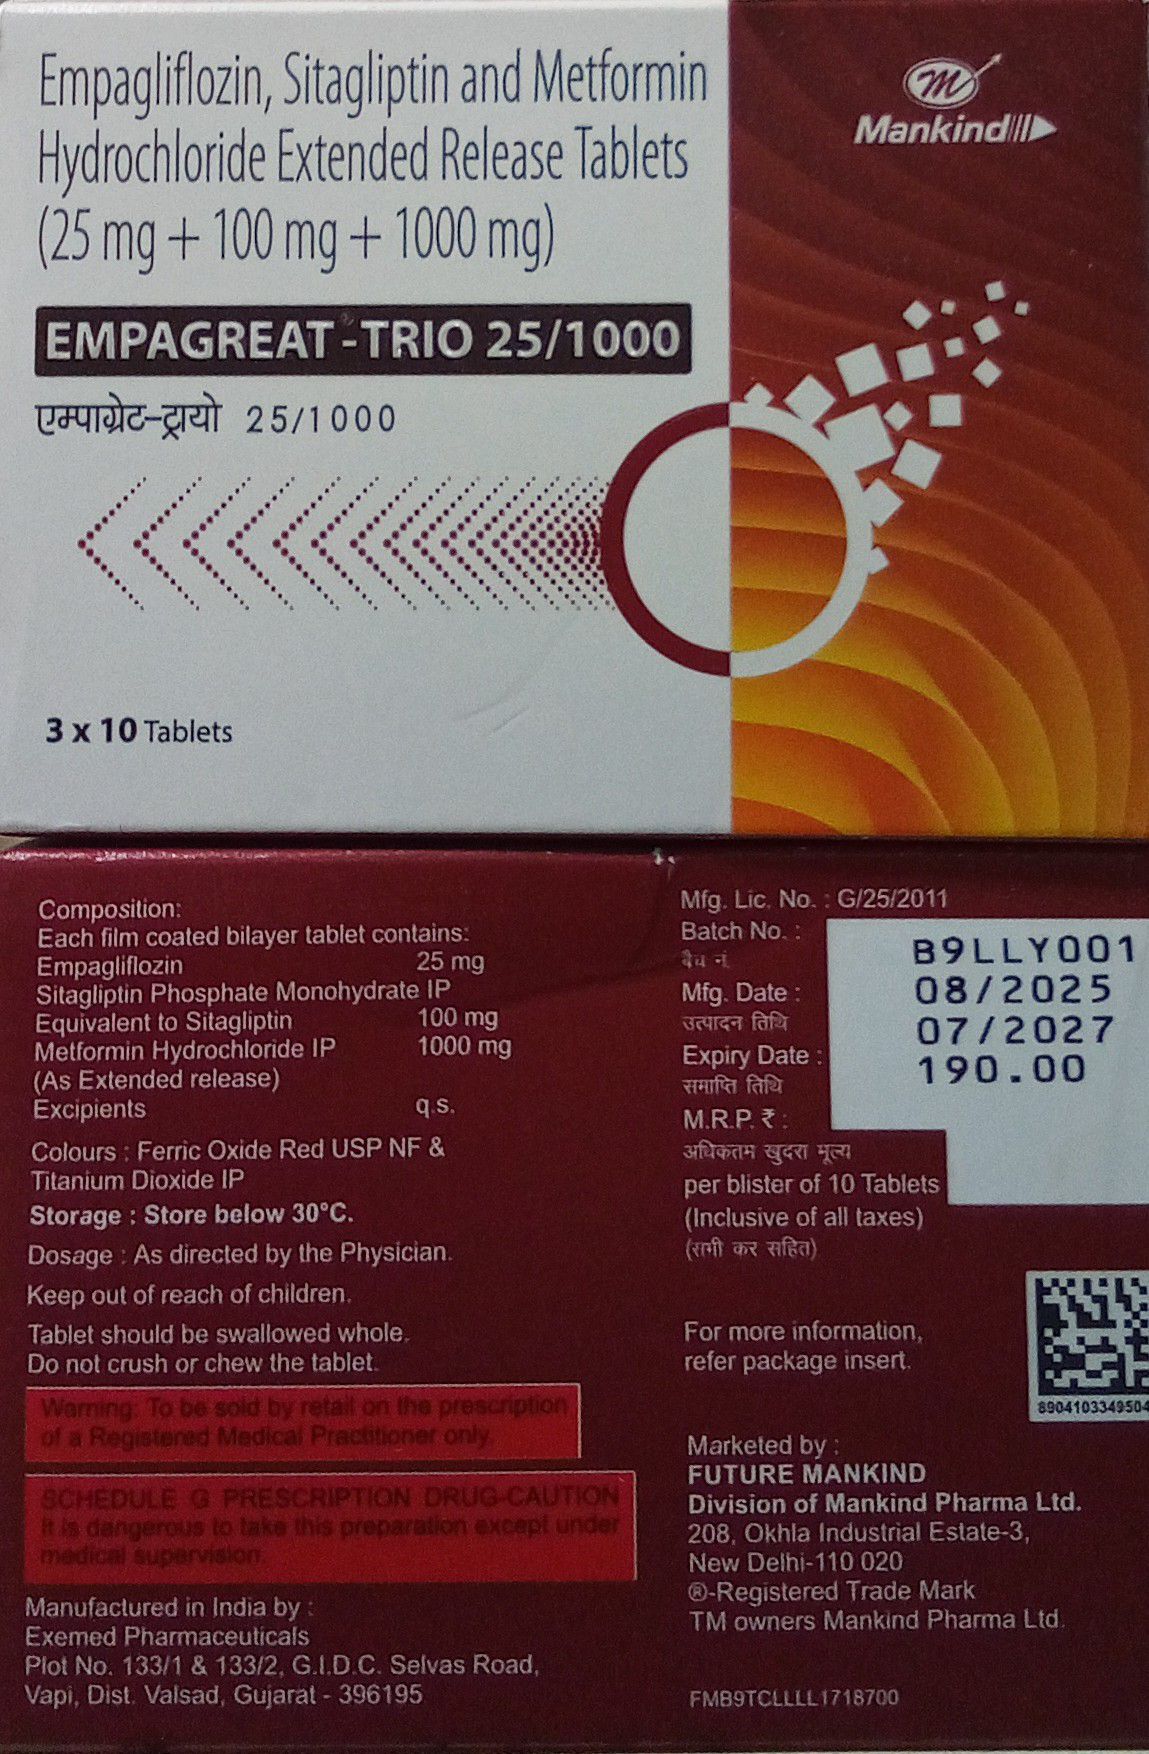 Empagliflozin, Sitagliptin and Metformin
Hydrochloride Extended Release Tablets
(25 mg + 100 mg + 1000 mg)
EMPAGREAT®-TRIO 25/1000
एम्पाग्रेट-ट्रायो 25/1000
3 x 10 Tablets
m
Mankind
Composition:
Each film coated bilayer tablet contains:
Empagliflozin 25 mg
Sitagliptin Phosphate Monohydrate IP
Equivalent to Sitagliptin 100 mg
Metformin Hydrochloride IP 1000 mg
(As Extended release)
Excipients q.s.
Colours : Ferric Oxide Red USP NF &
Titanium Dioxide IP
Storage : Store below 30°C.
Dosage : As directed by the Physician.
Keep out of reach of children.
Tablet should be swallowed whole.
Do not crush or chew the tablet.
Warning: To be sold by retail on the prescription
of a Registered Medical Practitioner only.
SCHEDULE G PRESCRIPTION DRUG-CAUTION
It is dangerous to take this preparation except under
medical supervision.
Manufactured in India by :
Exemed Pharmaceuticals
Plot No. 133/1 & 133/2, G.I.D.C. Selvas Road,
Vapi, Dist. Valsad, Gujarat - 396195
Mfg. Lic. No. : G/25/2011
Batch No. :
बैच नं.
Mfg. Date :
उत्पादन तिथि
Expiry Date :
समाप्ति तिथि
M.R.P. ₹ :
अधिकतम खुदरा मूल्य
per blister of 10 Tablets
(Inclusive of all taxes)
(सभी कर सहित)
B9LLY001
08/2025
07/2027
190.00
For more information,
refer package insert.
8904103349504
Marketed by :
FUTURE MANKIND
Division of Mankind Pharma Ltd.
208, Okhla Industrial Estate-3,
New Delhi-110 020
®-Registered Trade Mark
TM owners Mankind Pharma Ltd.
FMB9TCLLLL1718700